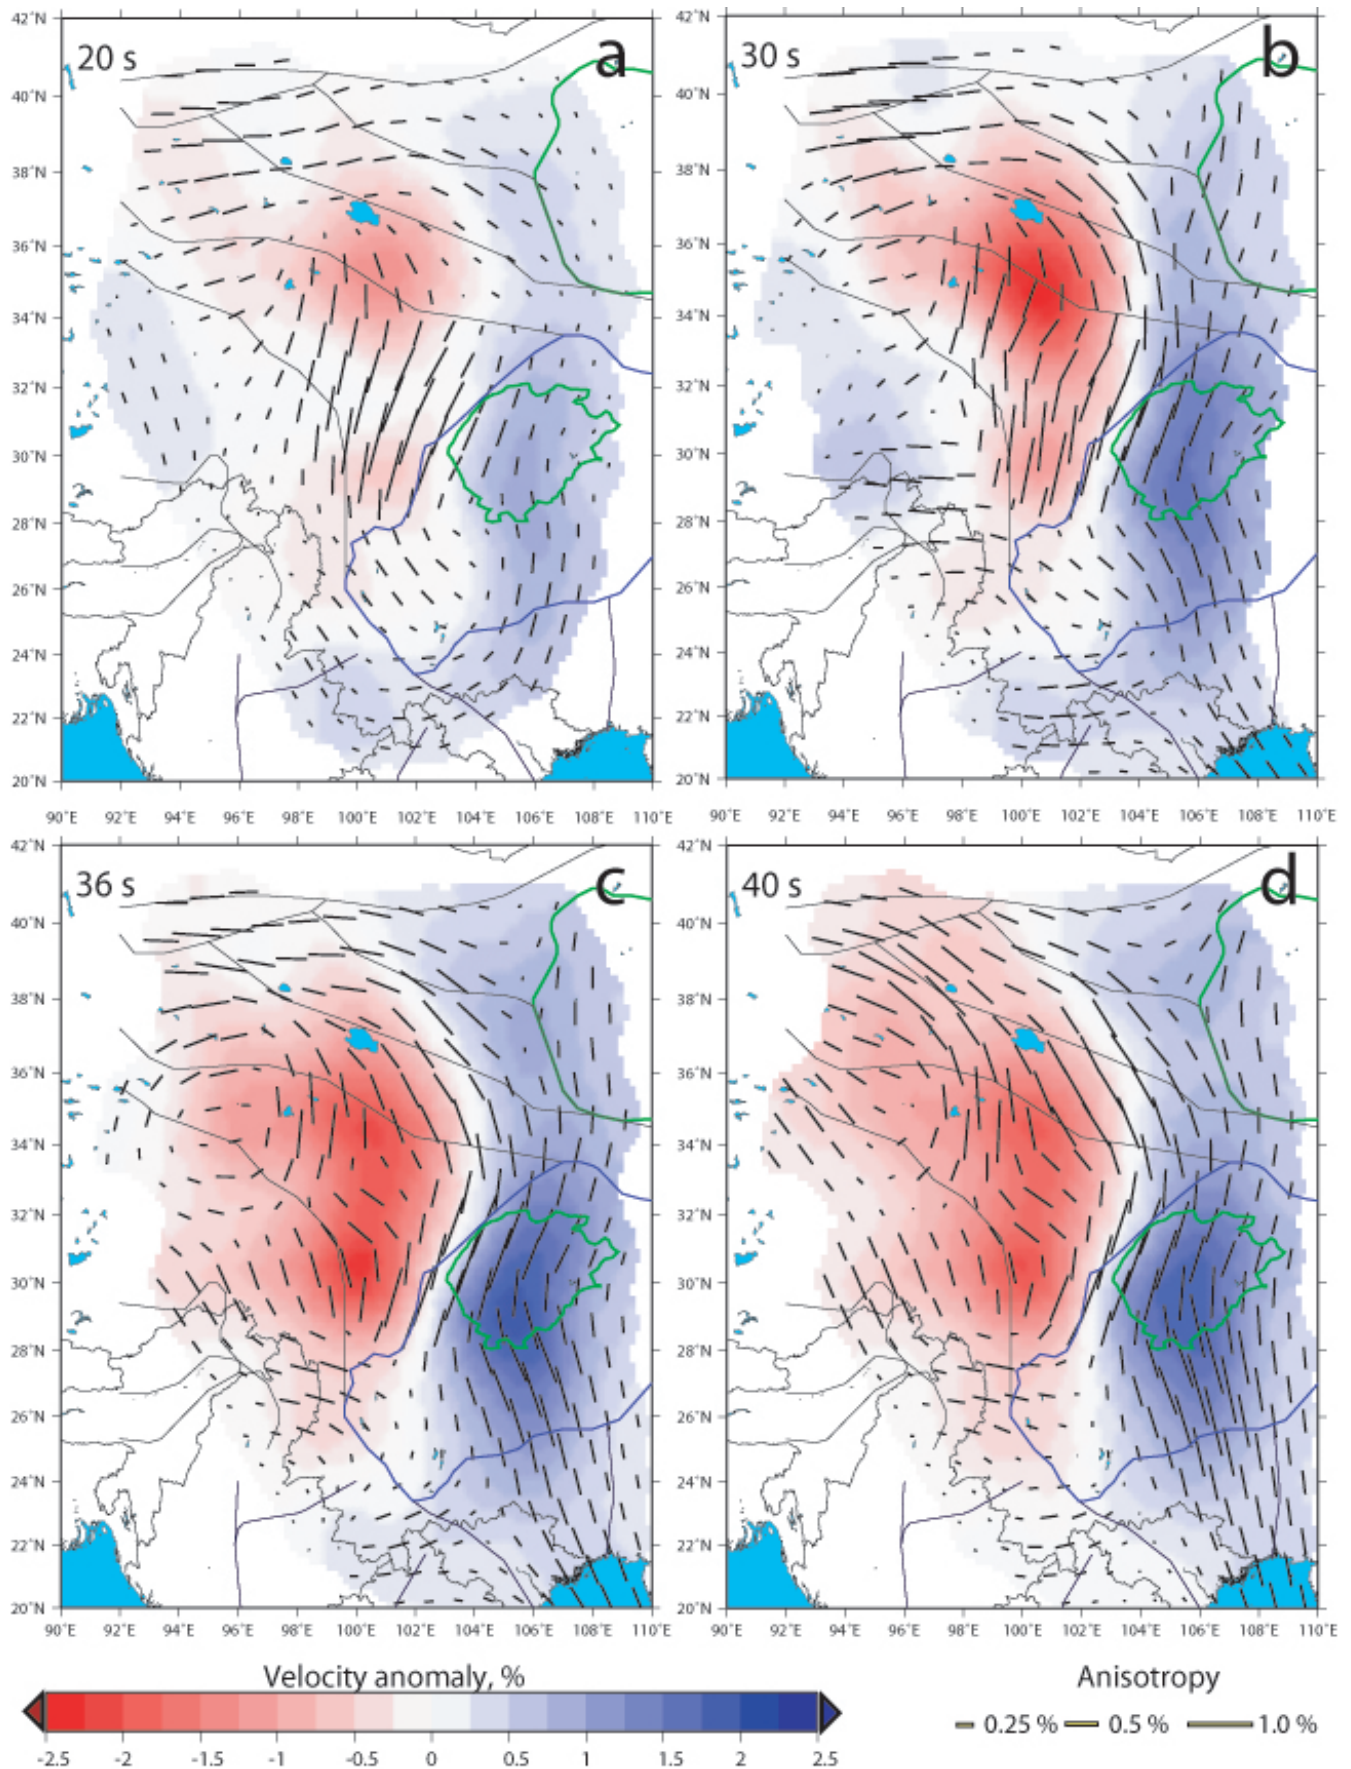 42˚N
42˚N
20 s
a
30 s
b
40˚N
40˚N
38˚N
38˚N
36˚N
36˚N
34˚N
34˚N
32˚N
32˚N
30˚N
30˚N
28˚N
28˚N
26˚N
26˚N
24˚N
24˚N
22˚N
22˚N
20˚N
20˚N
90˚E 92˚E 94˚E 96˚E 98˚E 100˚E 102˚E 104˚E 106˚E 108˚E 110˚E
90˚E 92˚E 94˚E 96˚E 98˚E 100˚E 102˚E 104˚E 106˚E 108˚E 110˚E
42˚N
42˚N
36 s
c
40 s
d
40˚N
40˚N
38˚N
38˚N
36˚N
36˚N
34˚N
34˚N
32˚N
32˚N
30˚N
30˚N
28˚N
28˚N
26˚N
26˚N
24˚N
24˚N
22˚N
22˚N
20˚N
20˚N
90˚E 92˚E 94˚E 96˚E 98˚E 100˚E 102˚E 104˚E 106˚E 108˚E 110˚E
90˚E 92˚E 94˚E 96˚E 98˚E 100˚E 102˚E 104˚E 106˚E 108˚E 110˚E
Velocity anomaly, %
Anisotropy
0.25 % 0.5 % 1.0 %
-2.5 -2 -1.5 -1 -0.5 0 0.5 1 1.5 2 2.5